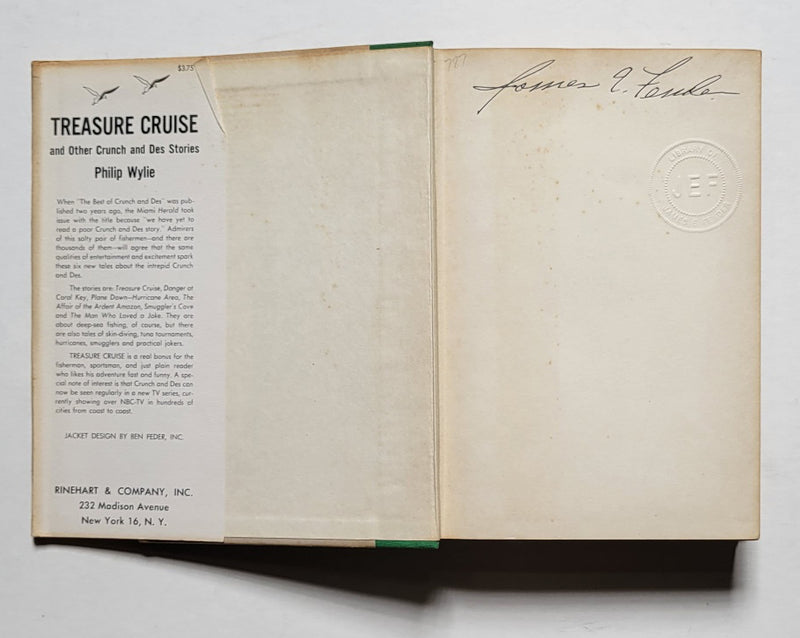 $3.75
TREASURE CRUISE
and Other Crunch and Des Stories
Philip Wylie
When "The Best of Crunch and Des" was pub-
lished two years ago, the Miami Herald took
issue with the title because "we have yet to
read a poor Crunch and Des story." Admirers
of this salty pair of fishermen—and there are
thousands of them—will agree that the same
qualities of entertainment and excitement spark
these six new tales about the intrepid Crunch
and Des.
The stories are: Treasure Cruise, Danger at
Coral Key, Plane Down—Hurricane Area, The
Affair of the Ardent Amazon, Smuggler's Cove
and The Man Who Loved a Joke. They are
about deep-sea fishing, of course, but there
are also tales of skin-diving, tuna tournaments,
hurricanes, smugglers and practical jokers.
TREASURE CRUISE is a real bonus for the
fisherman, sportsman, and just plain reader
who likes his adventure fast and funny. A spe-
cial note of interest is that Crunch and Des can
now be seen regularly in a new TV series, cur-
rently showing over NBC-TV in hundreds of
cities from coast to coast.
JACKET DESIGN BY BEN FEDER, INC.
RINEHART & COMPANY, INC.
232 Madison Avenue
New York 16, N. Y.
James E. Fender
LIBRARY OF
JEF
JAMES E. FENDER